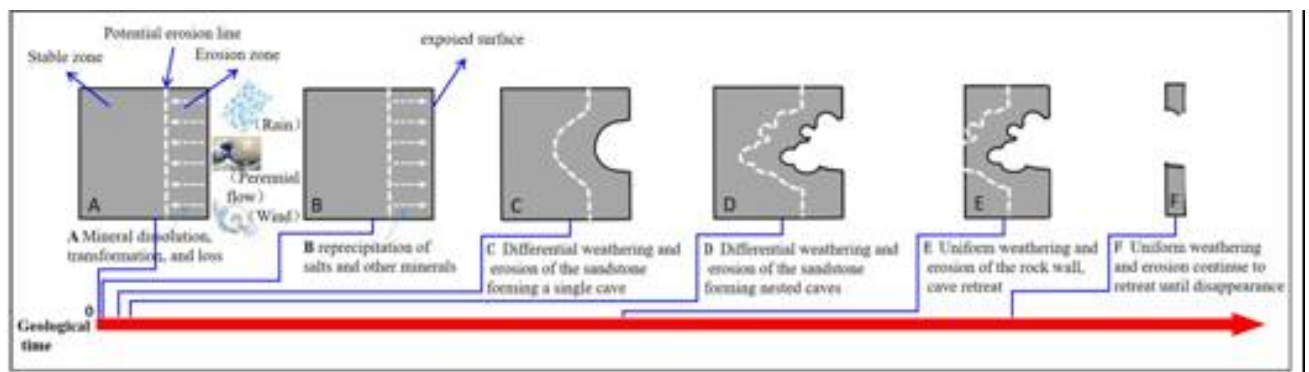 Potential erosion line
Stable zone
Erosion zone
exposed surface
(Rain)
(Perennial
flow)
(Wind)
A
B
C
D
E
F
A Mineral dissolution,
transformation, and loss
B reprecipitation of
salts and other minerals
C Differential weathering and
erosion of the sandstone
forming a single cave
D Differential weathering and
erosion of the sandstone
forming nested caves
E Uniform weathering and
erosion of the rock wall,
cave retreat
F Uniform weathering
and erosion continue to
retreat until disappearance
0
Geological
time